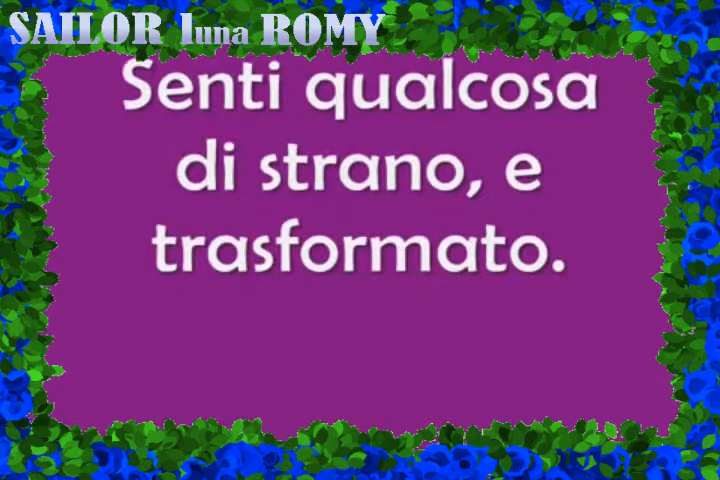 SAILOR luna ROMY
Senti qualcosa
di strano, e
trasformato.